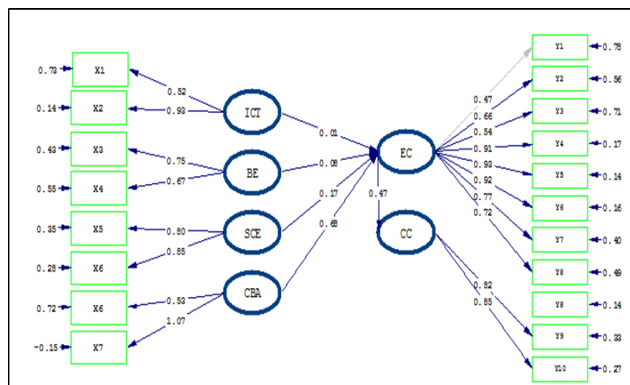 0.73 X1
0.14 X2
0.43 X3
0.55 X4
0.35 X5
0.28 X6
0.72 X6
-0.15 X7
0.52
0.93
0.75
0.67
0.80
0.85
0.53
1.07
ICT
BE
SCE
CBA
0.01
0.08
0.17
0.68
EC
0.47
CC
0.47
0.66
0.54
0.91
0.93
0.92
0.77
0.72
0.82
0.85
Y1 0.78
Y2 0.56
Y3 0.71
Y4 0.17
Y5 0.14
Y6 0.16
Y7 0.40
Y8 0.49
Y8 0.14
Y9 0.33
Y10 0.27